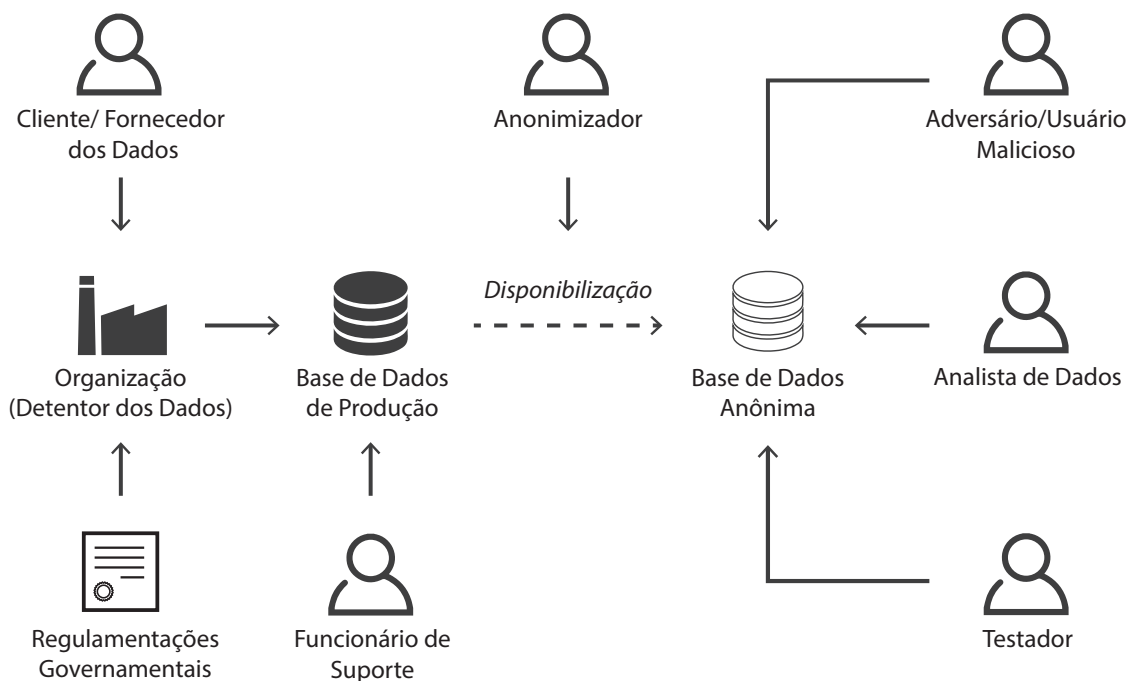 Cliente/ Fornecedor
dos Dados
Anonimizador
Adversário/Usuário
Malicioso
Disponibilização
Organização
(Detentor dos Dados)
Base de Dados
de Produção
Base de Dados
Anônima
Analista de Dados
Regulamentações
Governamentais
Funcionário de
Suporte
Testador